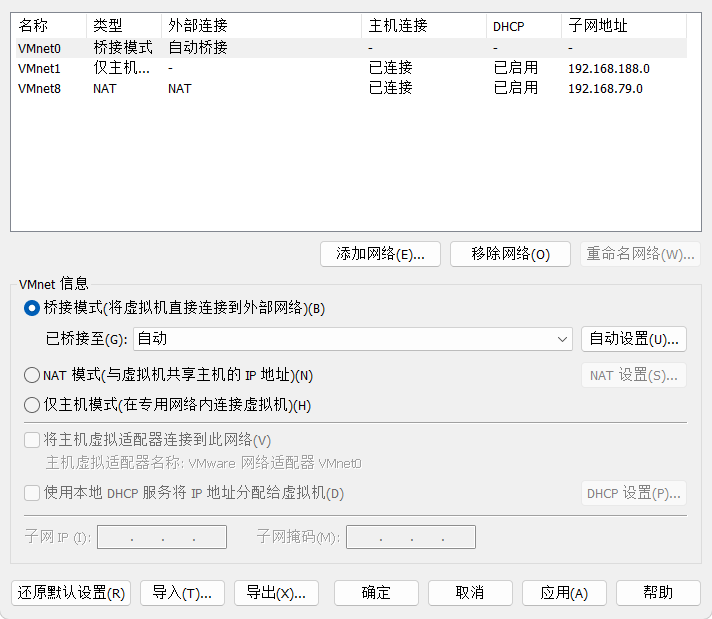 名称 类型 外部连接 主机连接 DHCP 子网地址
VMnet0 桥接模式 自动桥接 - - -
VMnet1 仅主机... - 已连接 已启用 192.168.188.0
VMnet8 NAT NAT 已连接 已启用 192.168.79.0
添加网络(E)... 移除网络(O) 重命名网络(W)...
VMnet 信息
桥接模式(将虚拟机直接连接到外部网络)(B)
已桥接至(G): 自动 自动设置(U)...
NAT 模式(与虚拟机共享主机的 IP 地址)(N) NAT 设置(S)...
仅主机模式(在专用网络内连接虚拟机)(H)
将主机虚拟适配器连接到此网络(V)
主机虚拟适配器名称: VMware 网络适配器 VMnet0
使用本地 DHCP 服务将 IP 地址分配给虚拟机(D) DHCP 设置(P)...
子网 IP (I): . . . 子网掩码(M): . . .
还原默认设置(R) 导入(T)... 导出(X)... 确定 取消 应用(A) 帮助